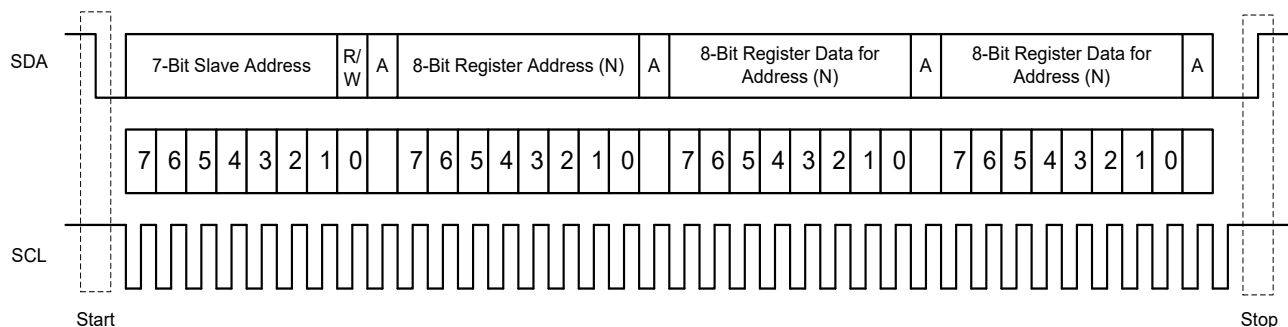 SDA
7-Bit Slave Address
R/
W
A
8-Bit Register Address (N)
A
8-Bit Register Data for
Address (N)
A
8-Bit Register Data for
Address (N)
A
7 6 5 4 3 2 1 0 7 6 5 4 3 2 1 0 7 6 5 4 3 2 1 0 7 6 5 4 3 2 1 0
SCL
Start
Stop